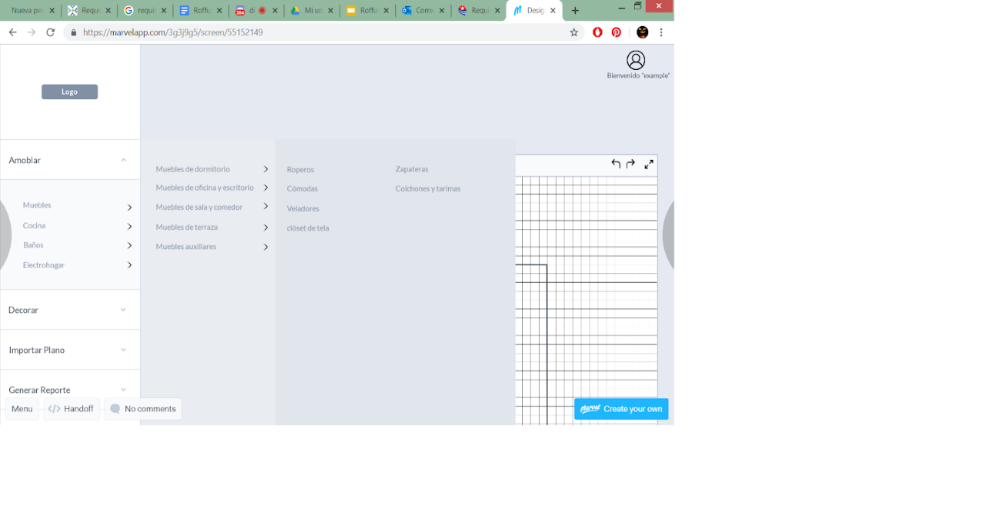 Nueva pe
Reque
requi
Roffu
384
di
Mi un
Roffu
Corre
Requi
Desig
https://marvelapp.com/3g3j9g5/screen/55152149
Bienvenido "example"
Logo
Amoblar
Muebles
Cocina
Baños
Electrohogar
Decorar
Importar Plano
Generar Reporte
Muebles de dormitorio
Muebles de oficina y escritorio
Muebles de sala y comedor
Muebles de terraza
Muebles auxiliares
Roperos
Cómodas
Veladores
clóset de tela
Zapateras
Colchones y tarimas
Menu
</> Handoff
No comments
Marvel Create your own